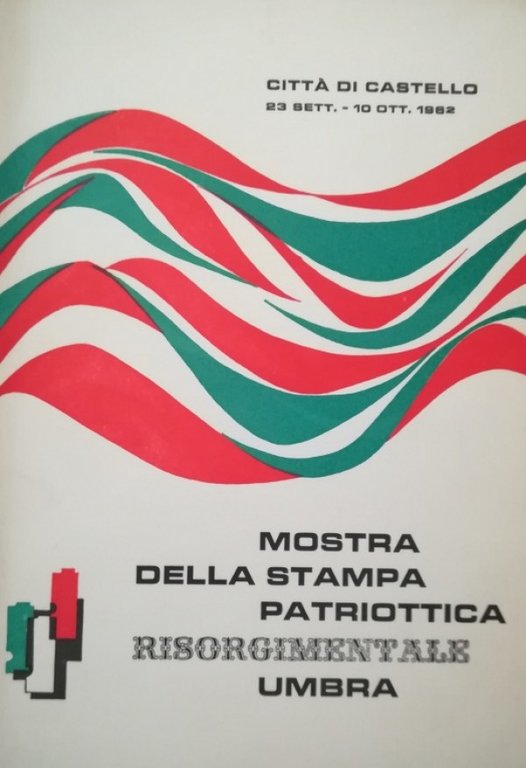 CITTÀ DI CASTELLO
23 SETT. - 10 OTT. 1962
MOSTRA
DELLA STAMPA
PATRIOTTICA
RISORGIMENTALE
UMBRA